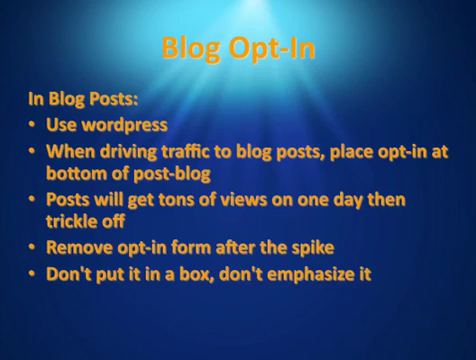 Blog Opt-In
In Blog Posts:
• Use wordpress
• When driving traffic to blog posts, place opt-in at
bottom of post-blog
• Posts will get tons of views on one day then
trickle off
• Remove opt-in form after the spike
• Don't put it in a box, don't emphasize it